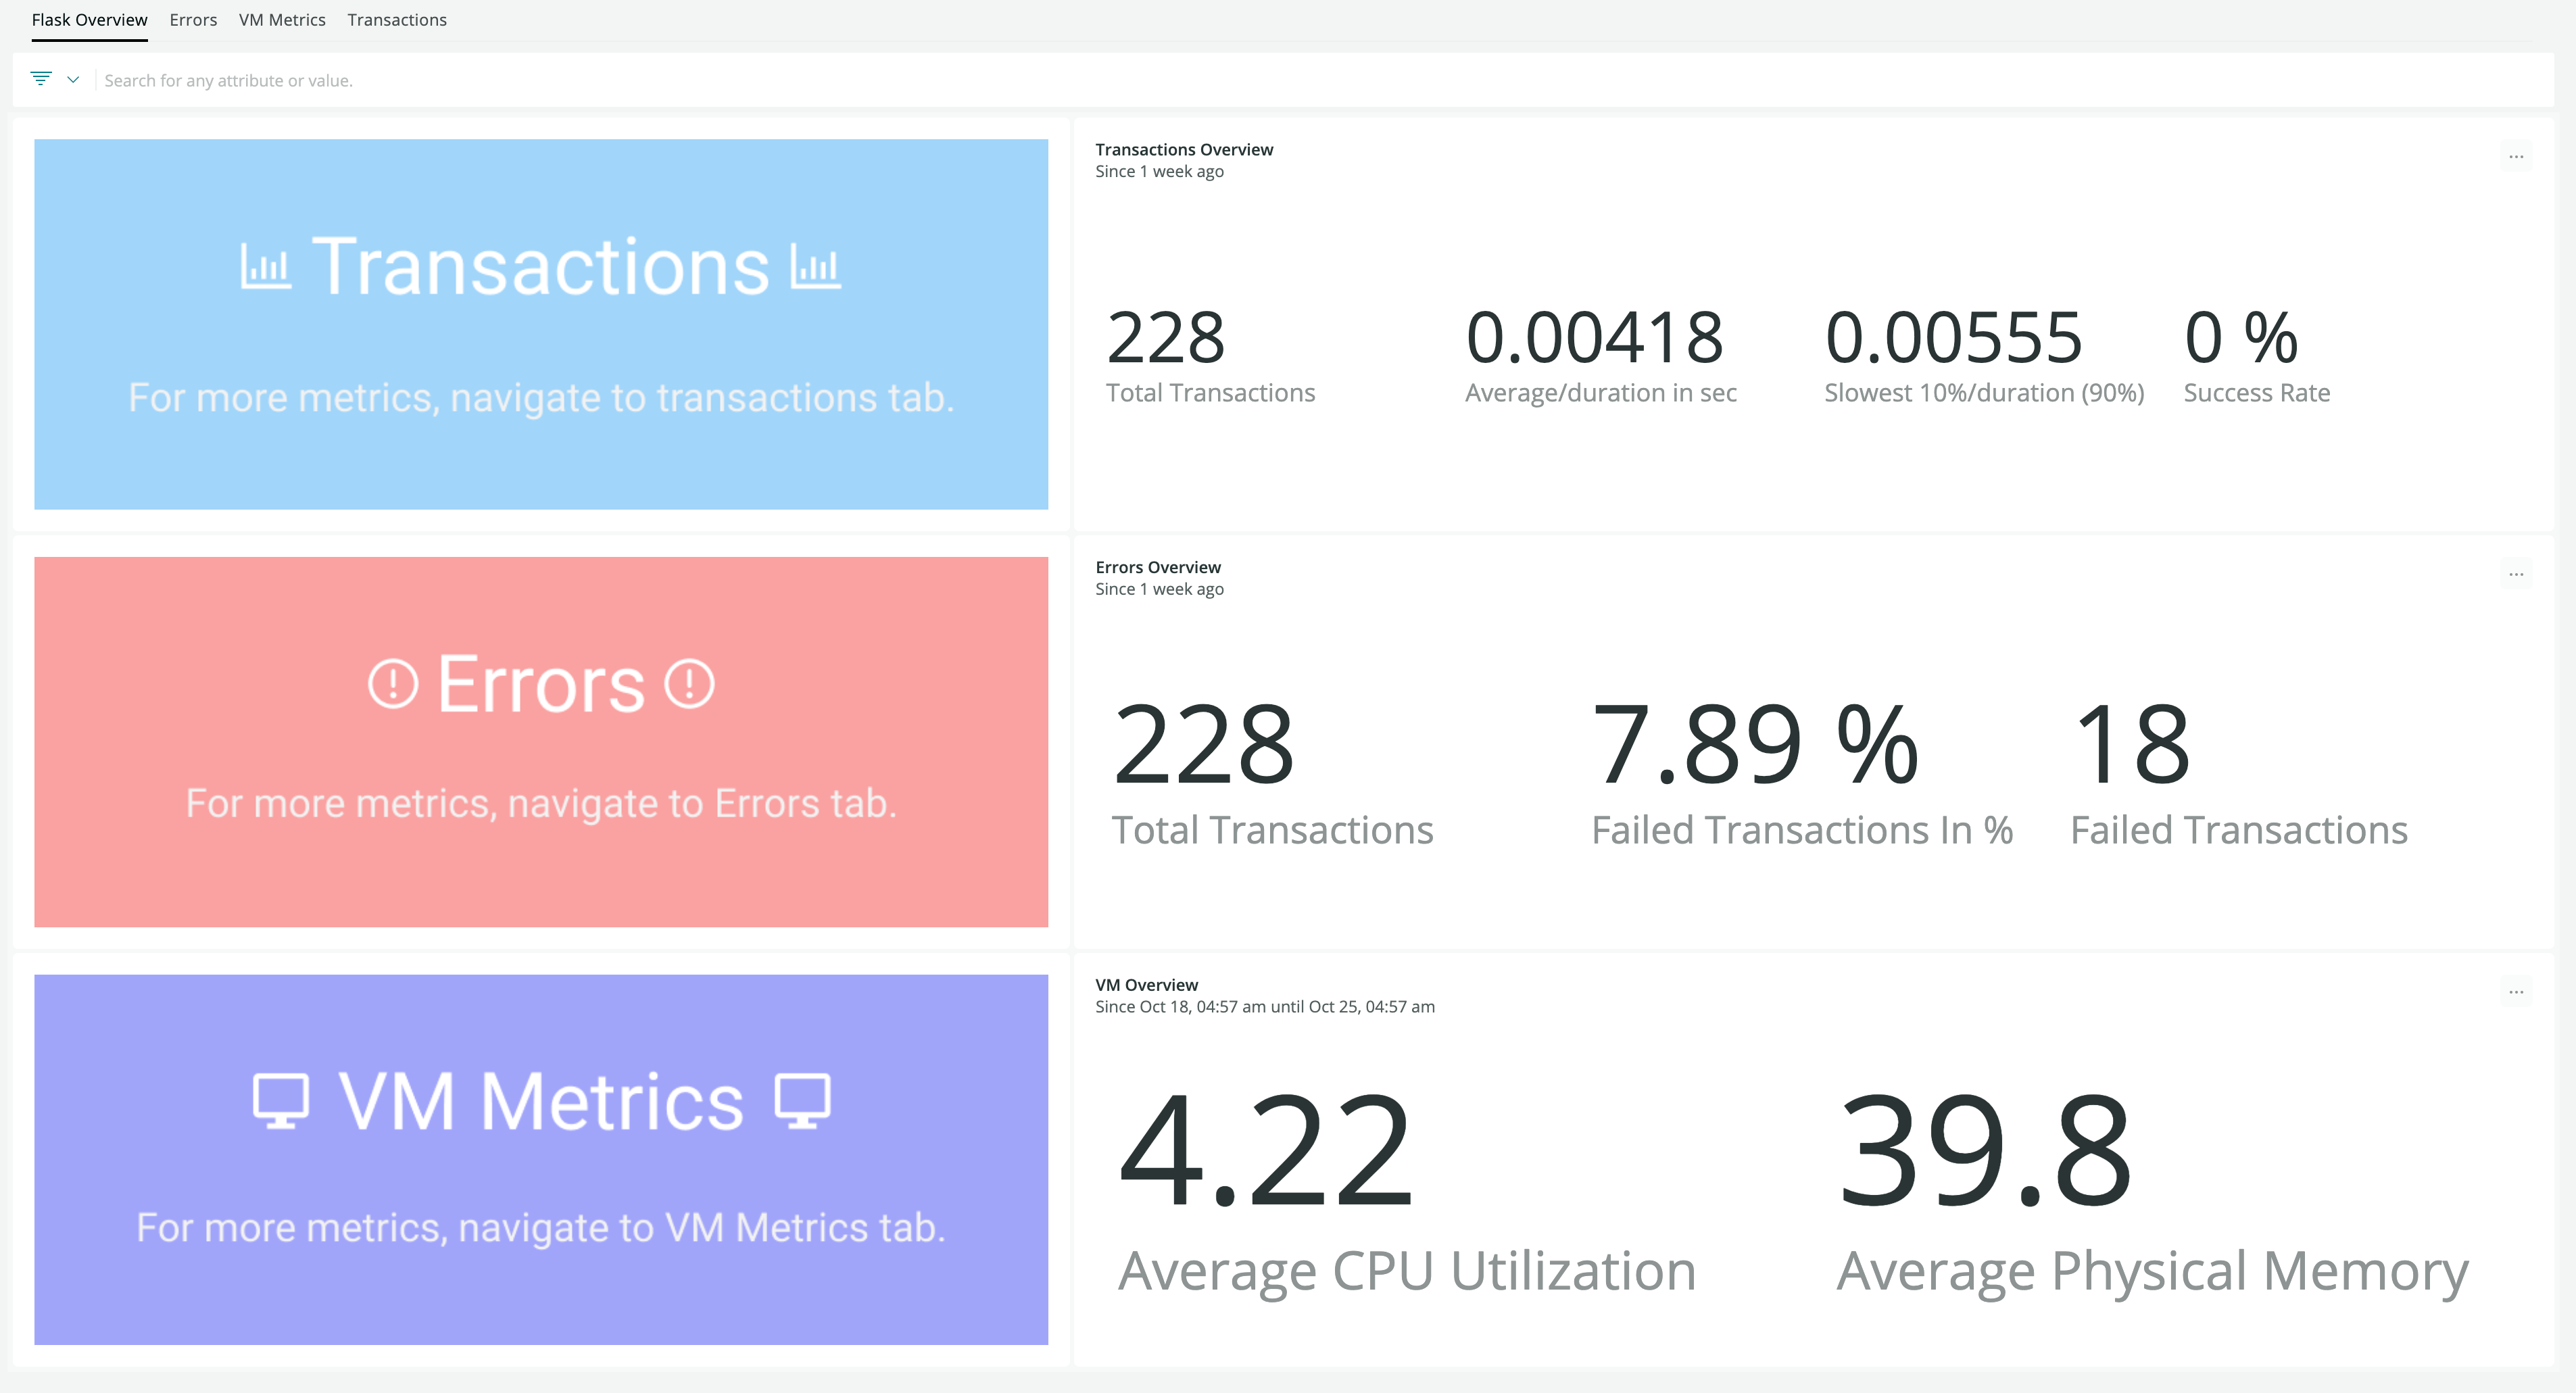 Flask Overview Errors VM Metrics Transactions
Search for any attribute or value.
Transactions
For more metrics, navigate to transactions tab.
Transactions Overview
Since 1 week ago
...
228 0.00418 0.00555 0 %
Total Transactions Average/duration in sec Slowest 10%/duration (90%) Success Rate
Errors
For more metrics, navigate to Errors tab.
Errors Overview
Since 1 week ago
...
228 7.89 % 18
Total Transactions Failed Transactions In % Failed Transactions
VM Metrics
For more metrics, navigate to VM Metrics tab.
VM Overview
Since Oct 18, 04:57 am until Oct 25, 04:57 am
...
4.22 39.8
Average CPU Utilization Average Physical Memory